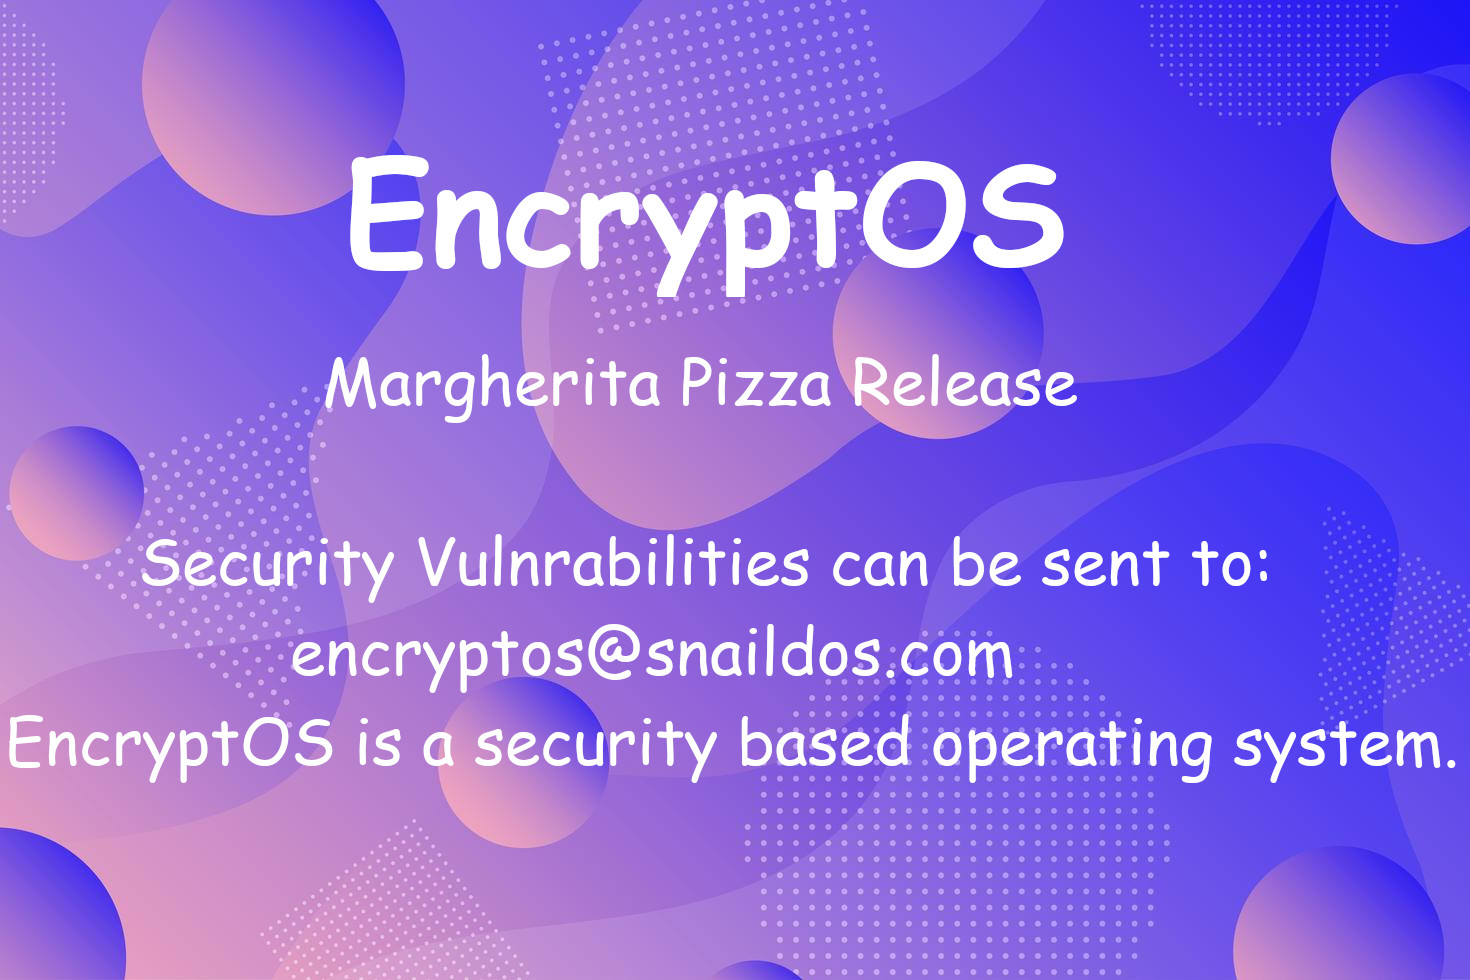 EncryptOS
Margherita Pizza Release
Security Vulnrabilities can be sent to:
encryptos@snaildos.com
EncryptOS is a security based operating system.